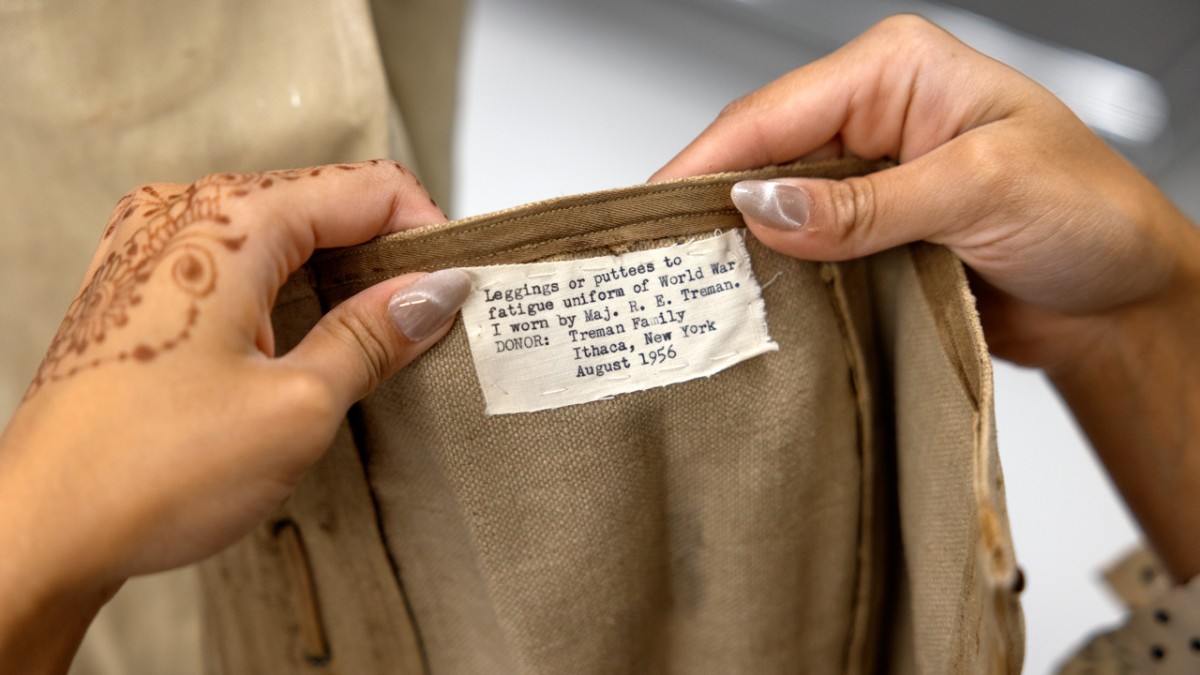 Leggings or puttees to
fatigue uniform of World War
I worn by Maj. R. E. Treman.
DONOR: Treman Family
Ithaca, New York
August 1956